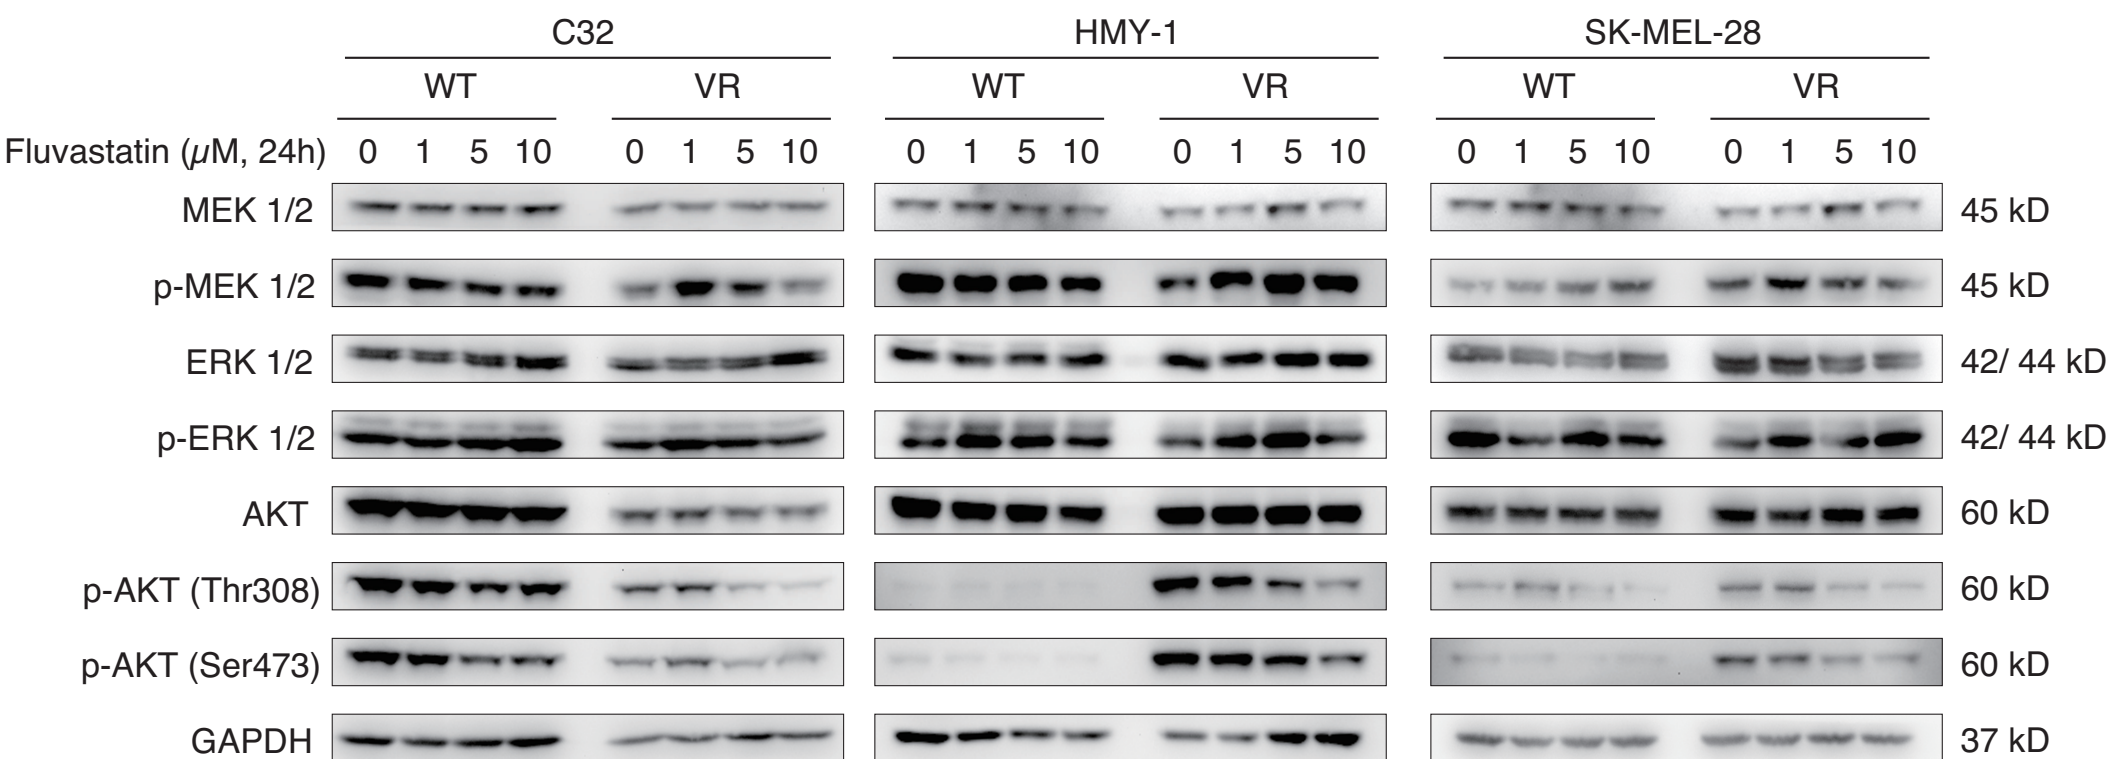 C32 HMY-1 SK-MEL-28
WT VR WT VR WT VR
Fluvastatin (µM, 24h) 0 1 5 10 0 1 5 10 0 1 5 10 0 1 5 10 0 1 5 10 0 1 5 10
MEK 1/2 45 kD
p-MEK 1/2 45 kD
ERK 1/2 42/ 44 kD
p-ERK 1/2 42/ 44 kD
AKT 60 kD
p-AKT (Thr308) 60 kD
p-AKT (Ser473) 60 kD
GAPDH 37 kD